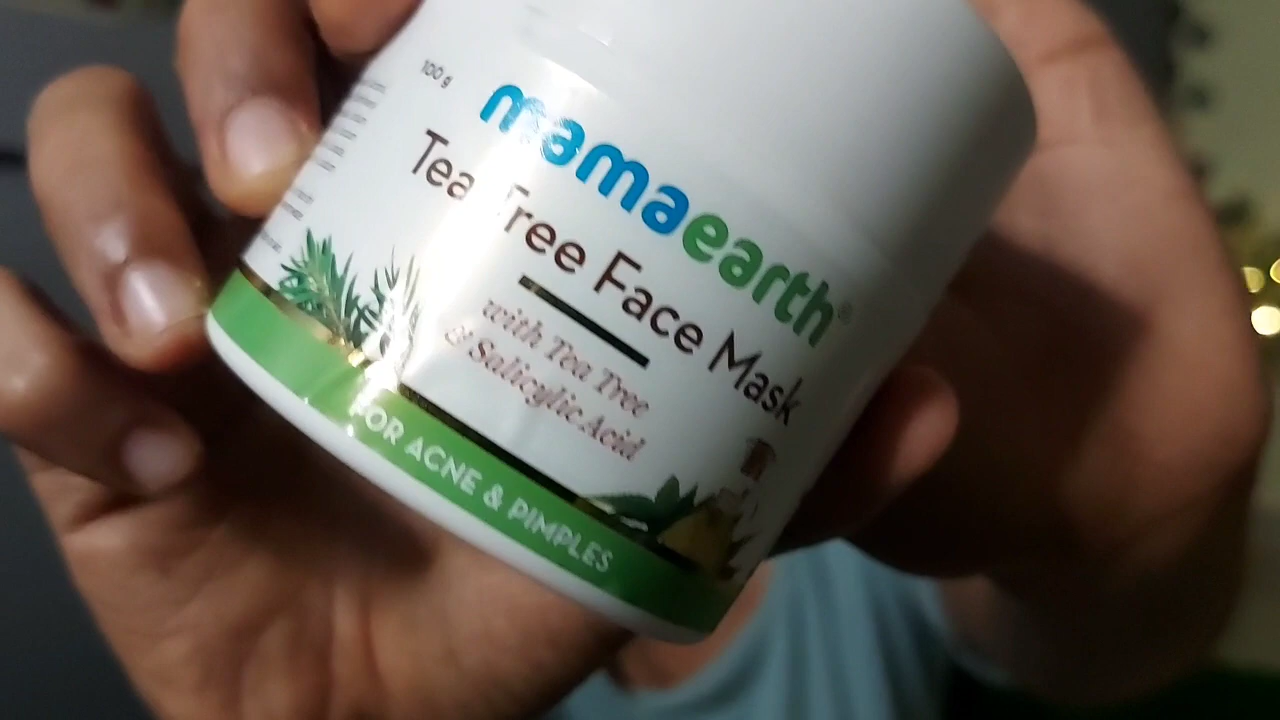 100 g
mamaearth®
Tea Tree Face Mask
with Tea Tree
& Salicylic Acid
FOR ACNE & PIMPLES